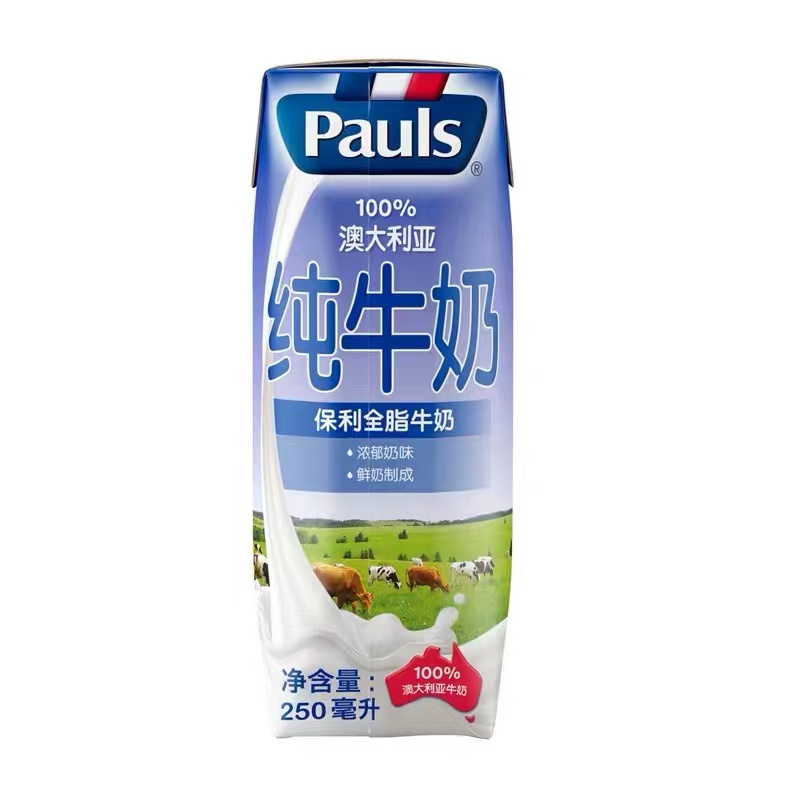 Pauls
®
100%
澳大利亚
纯牛奶
保利全脂牛奶
浓郁奶味
鲜奶制成
净含量:
250毫升
100%
澳大利亚牛奶